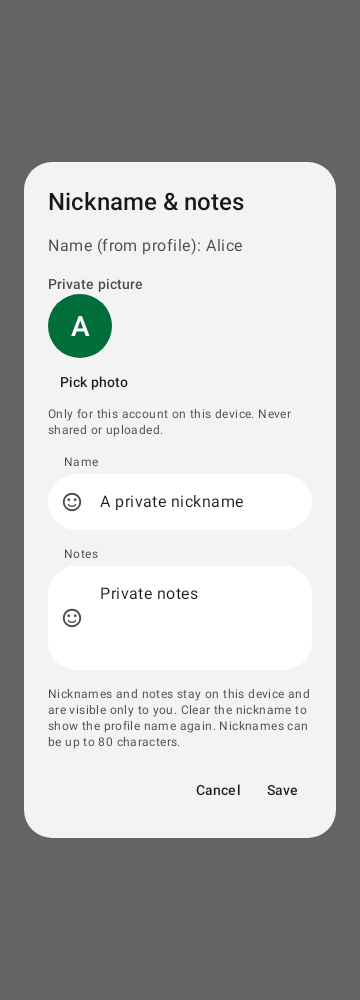 Nickname & notes
Name (from profile): Alice
Private picture
A
Pick photo
Only for this account on this device. Never
shared or uploaded.
Name
A private nickname
Notes
Private notes
Nicknames and notes stay on this device and
are visible only to you. Clear the nickname to
show the profile name again. Nicknames can
be up to 80 characters.
Cancel Save